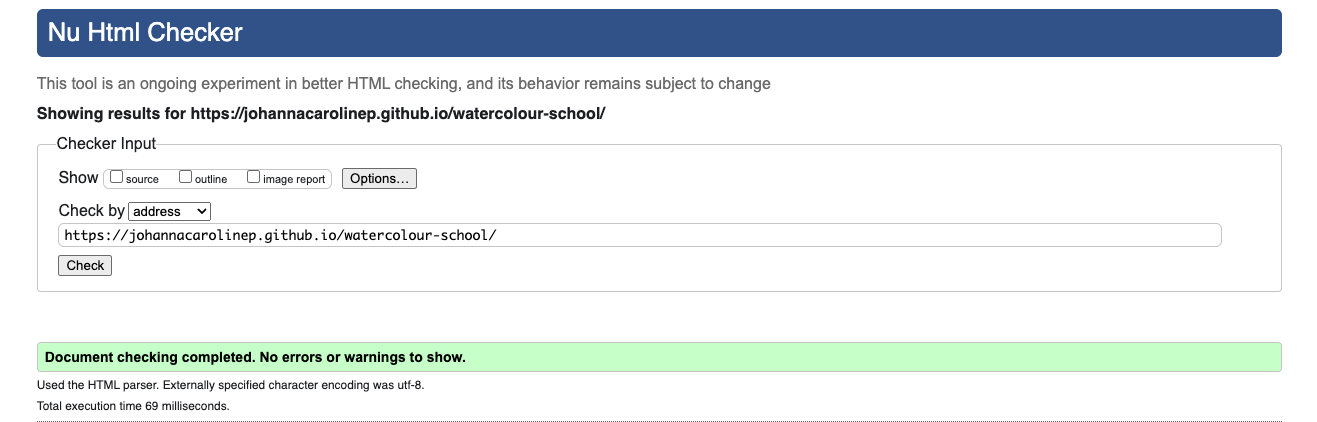 Nu Html Checker
This tool is an ongoing experiment in better HTML checking, and its behavior remains subject to change
Showing results for https://johannacarolinep.github.io/watercolour-school/
Checker Input
Show source outline image report Options...
Check by address
https://johannacarolinep.github.io/watercolour-school/
Check
Document checking completed. No errors or warnings to show.
Used the HTML parser. Externally specified character encoding was utf-8.
Total execution time 69 milliseconds.